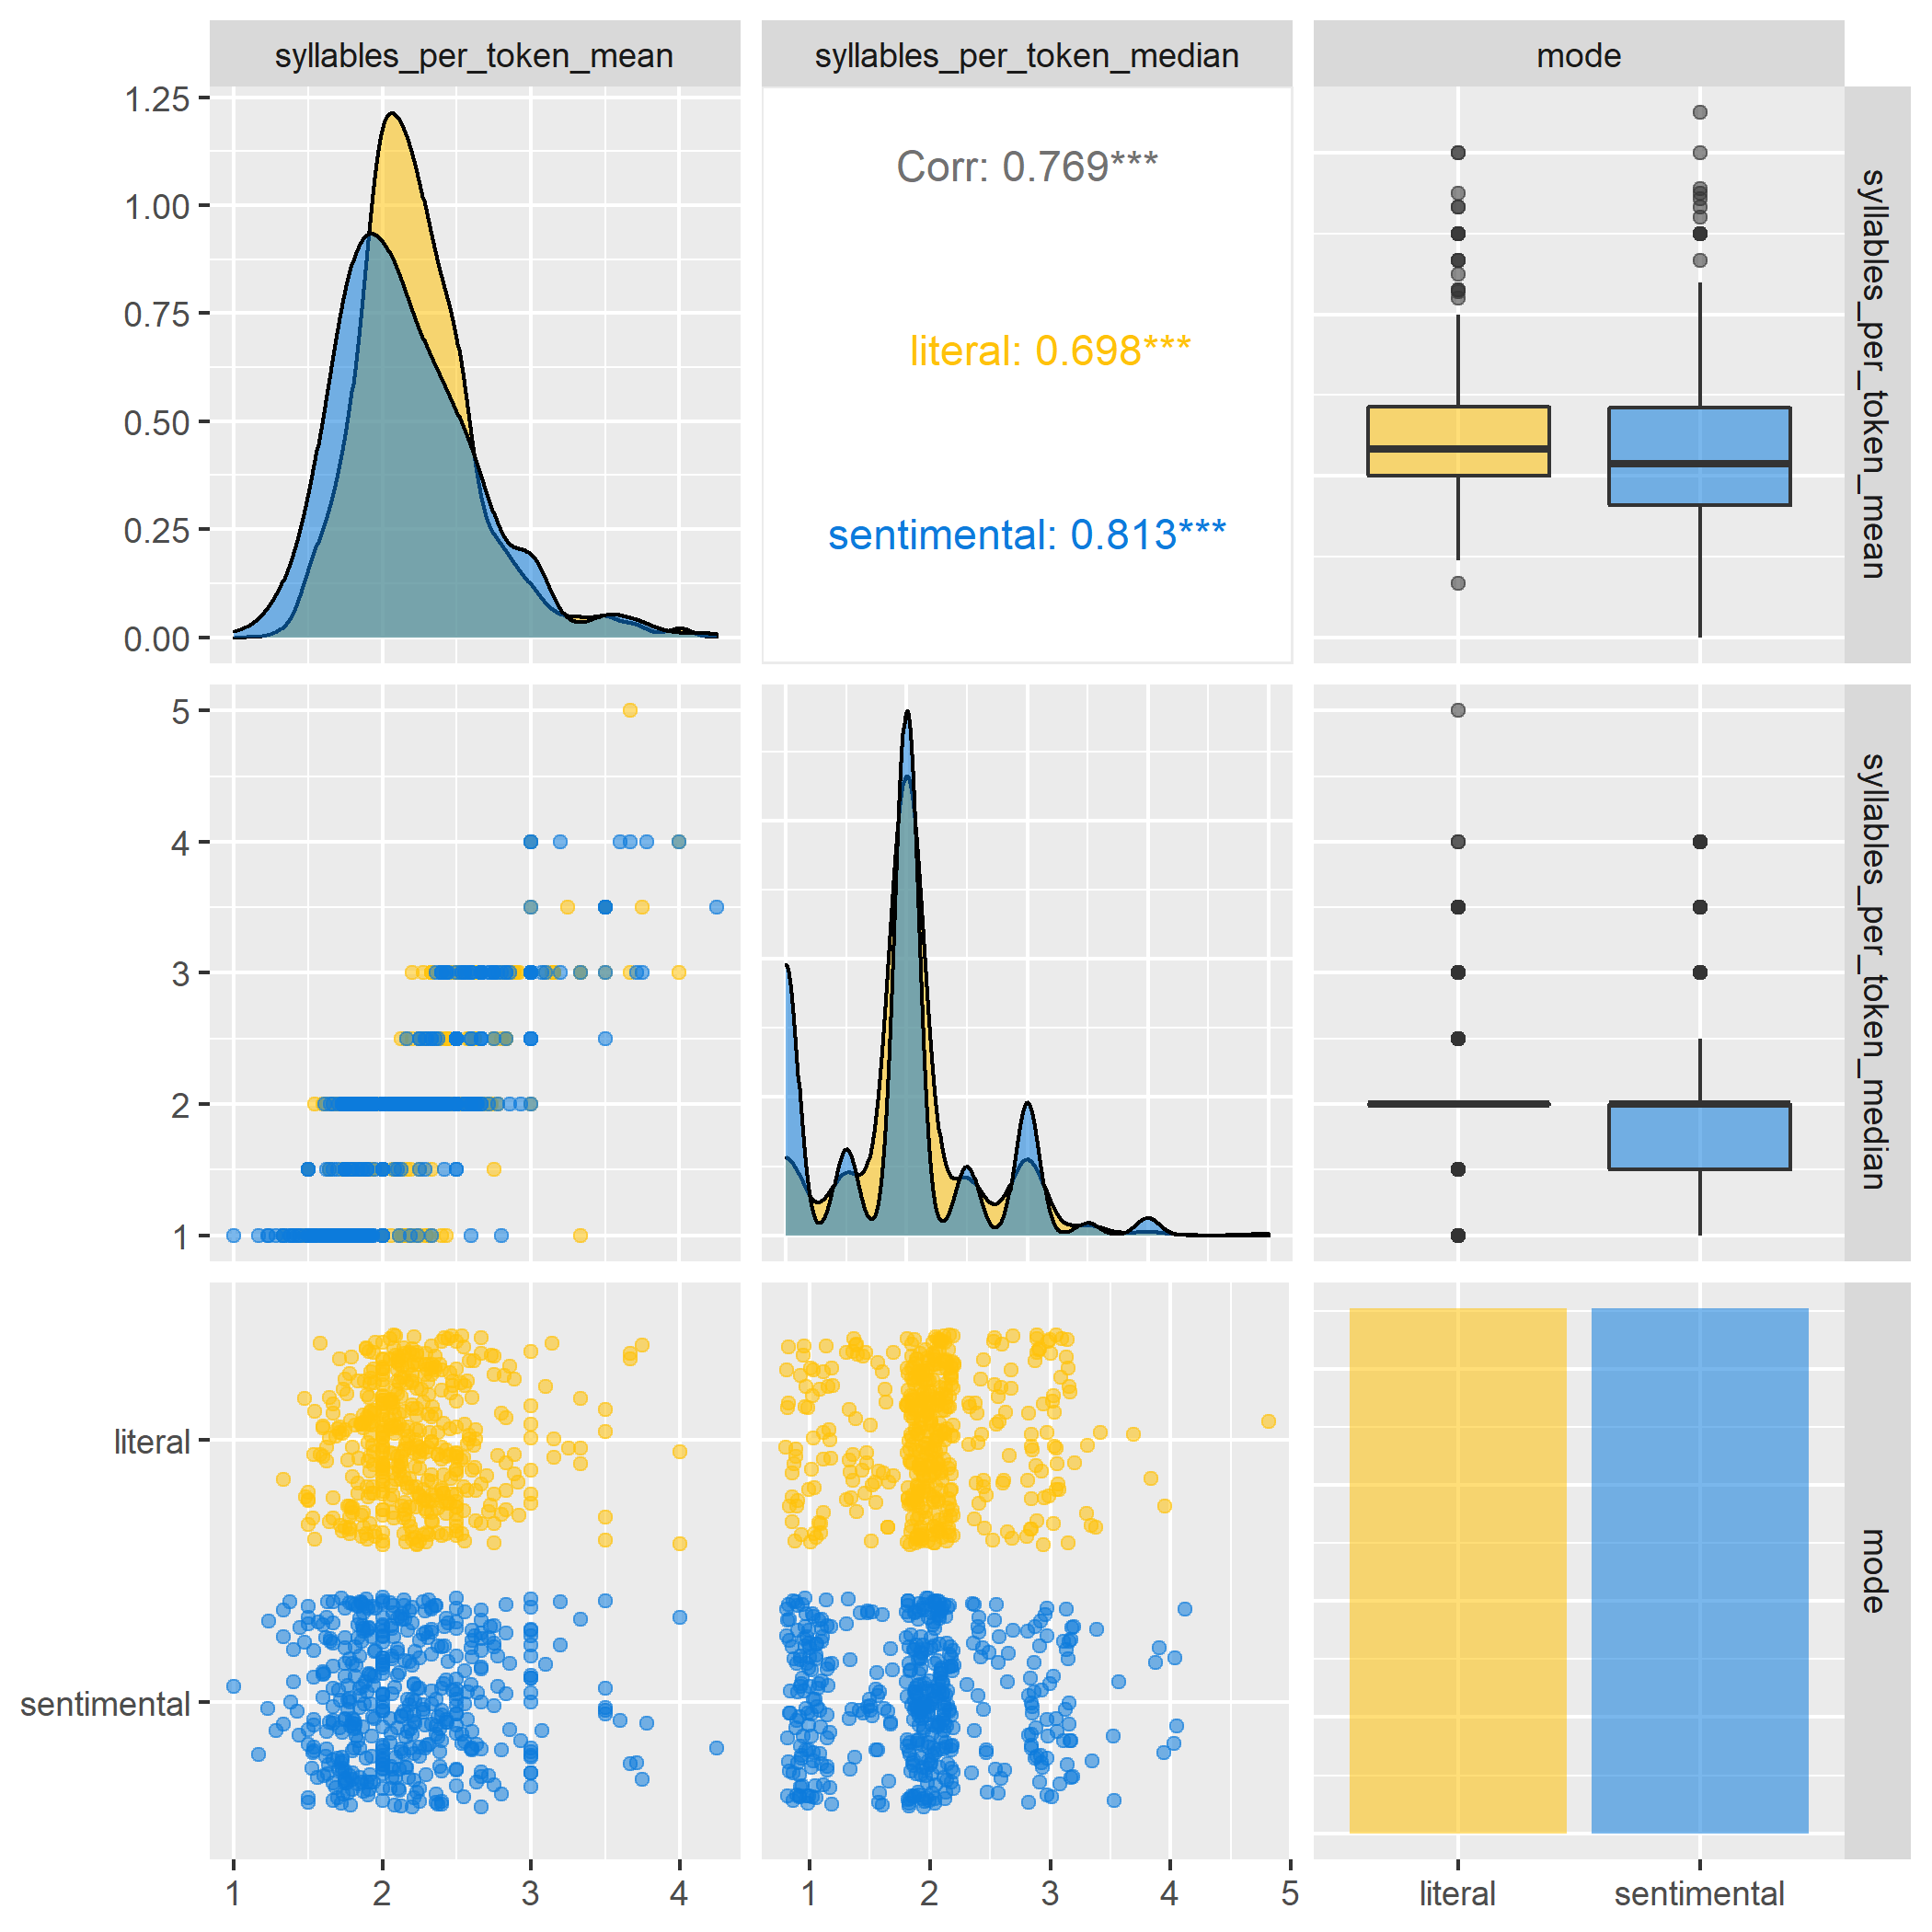 syllables_per_token_mean
syllables_per_token_median
mode
1.25
1.00
0.75
0.50
0.25
0.00
Corr: 0.769***
literal: 0.698***
sentimental: 0.813***
syllables_per_token_mean
5
4
3
2
1
syllables_per_token_median
literal
sentimental
mode
1 2 3 4
1 2 3 4 5
literal sentimental